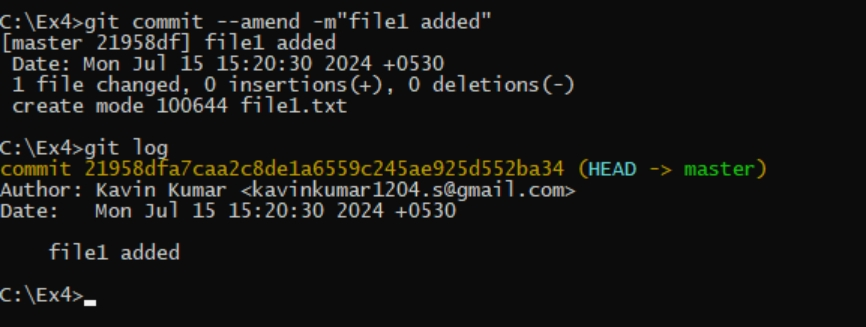 C:\Ex4>git commit --amend -m"file1 added"
[master 21958df] file1 added
 Date: Mon Jul 15 15:20:30 2024 +0530
 1 file changed, 0 insertions(+), 0 deletions(-)
 create mode 100644 file1.txt
C:\Ex4>git log
commit 21958dfa7caa2c8de1a6559c245ae925d552ba34 (HEAD -> master)
Author: Kavin Kumar <kavinkumar1204.s@gmail.com>
Date:   Mon Jul 15 15:20:30 2024 +0530
    file1 added
C:\Ex4>